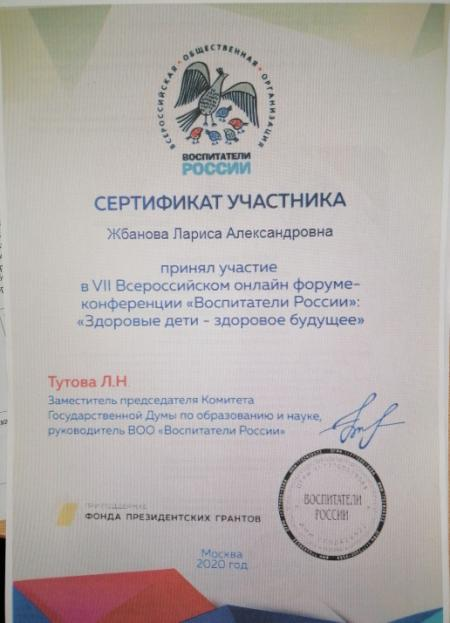 ВСЕРОССИЙСКАЯ • ОБЩЕСТВЕННАЯ • ОРГАНИЗАЦИЯ
ВОСПИТАТЕЛИ
РОССИИ
СЕРТИФИКАТ УЧАСТНИКА
Жбанова Лариса Александровна
принял участие
в VII Всероссийском онлайн форуме-
конференции «Воспитатели России»:
«Здоровые дети - здоровое будущее»
Тутова Л.Н
Заместитель председателя Комитета
Государственной Думы по образованию и науке,
руководитель ВОО «Воспитатели России»
ВОСПИТАТЕЛИ
РОССИИ
ПРИ ПОДДЕРЖКЕ
ФОНДА ПРЕЗИДЕНТСКИХ ГРАНТОВ
Москва
2020 год